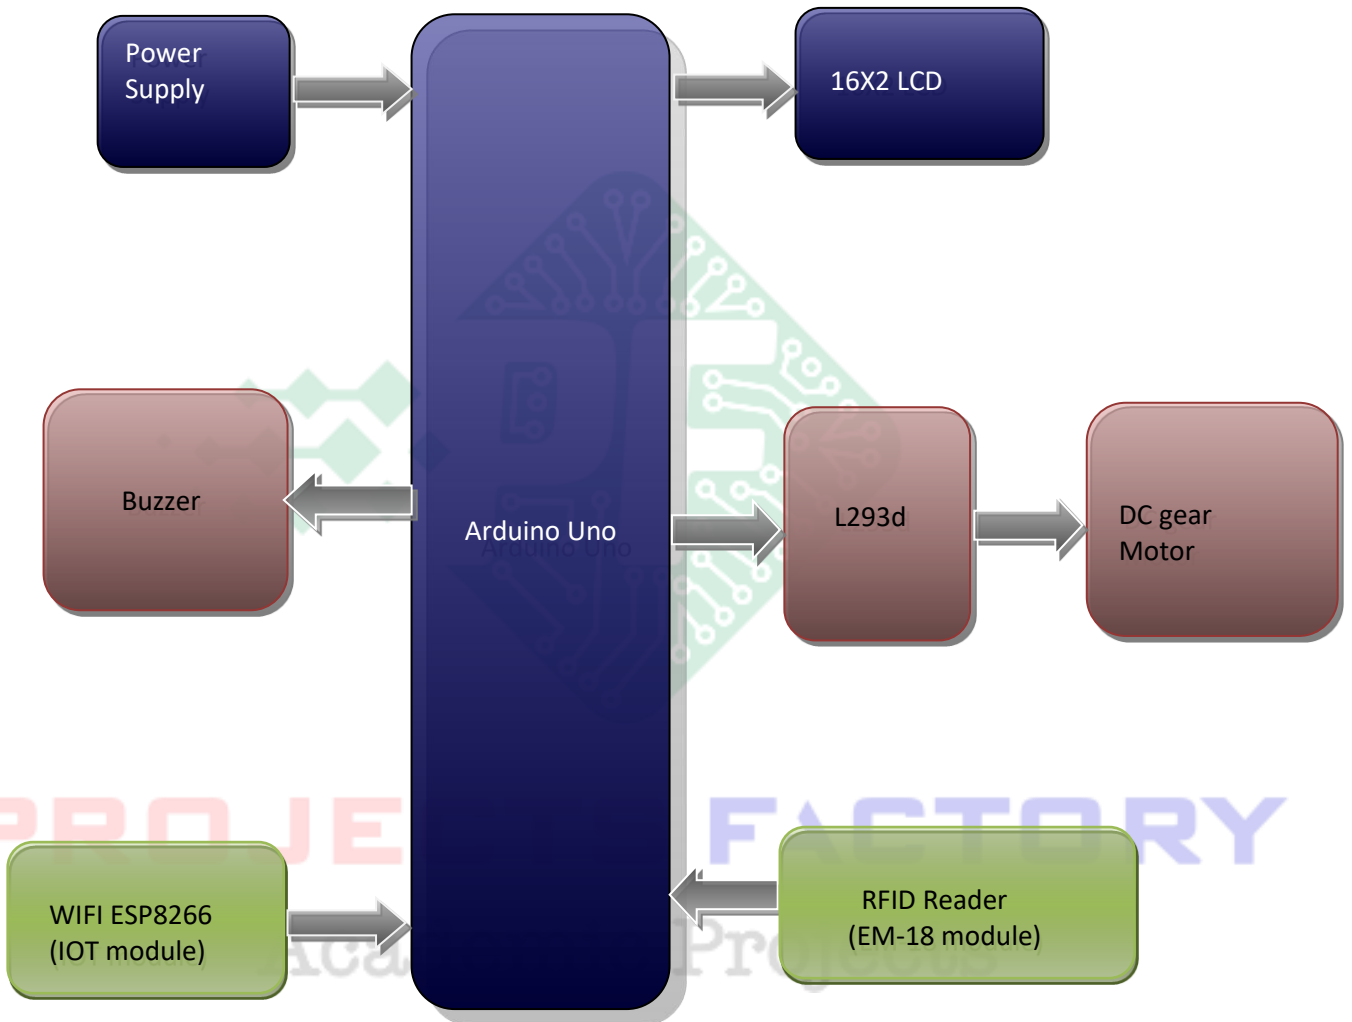 Power
Supply
16X2 LCD
Buzzer
Arduino Uno
L293d
DC gear
Motor
WIFI ESP8266
(IOT module)
RFID Reader
(EM-18 module)
FACTORY
Projects